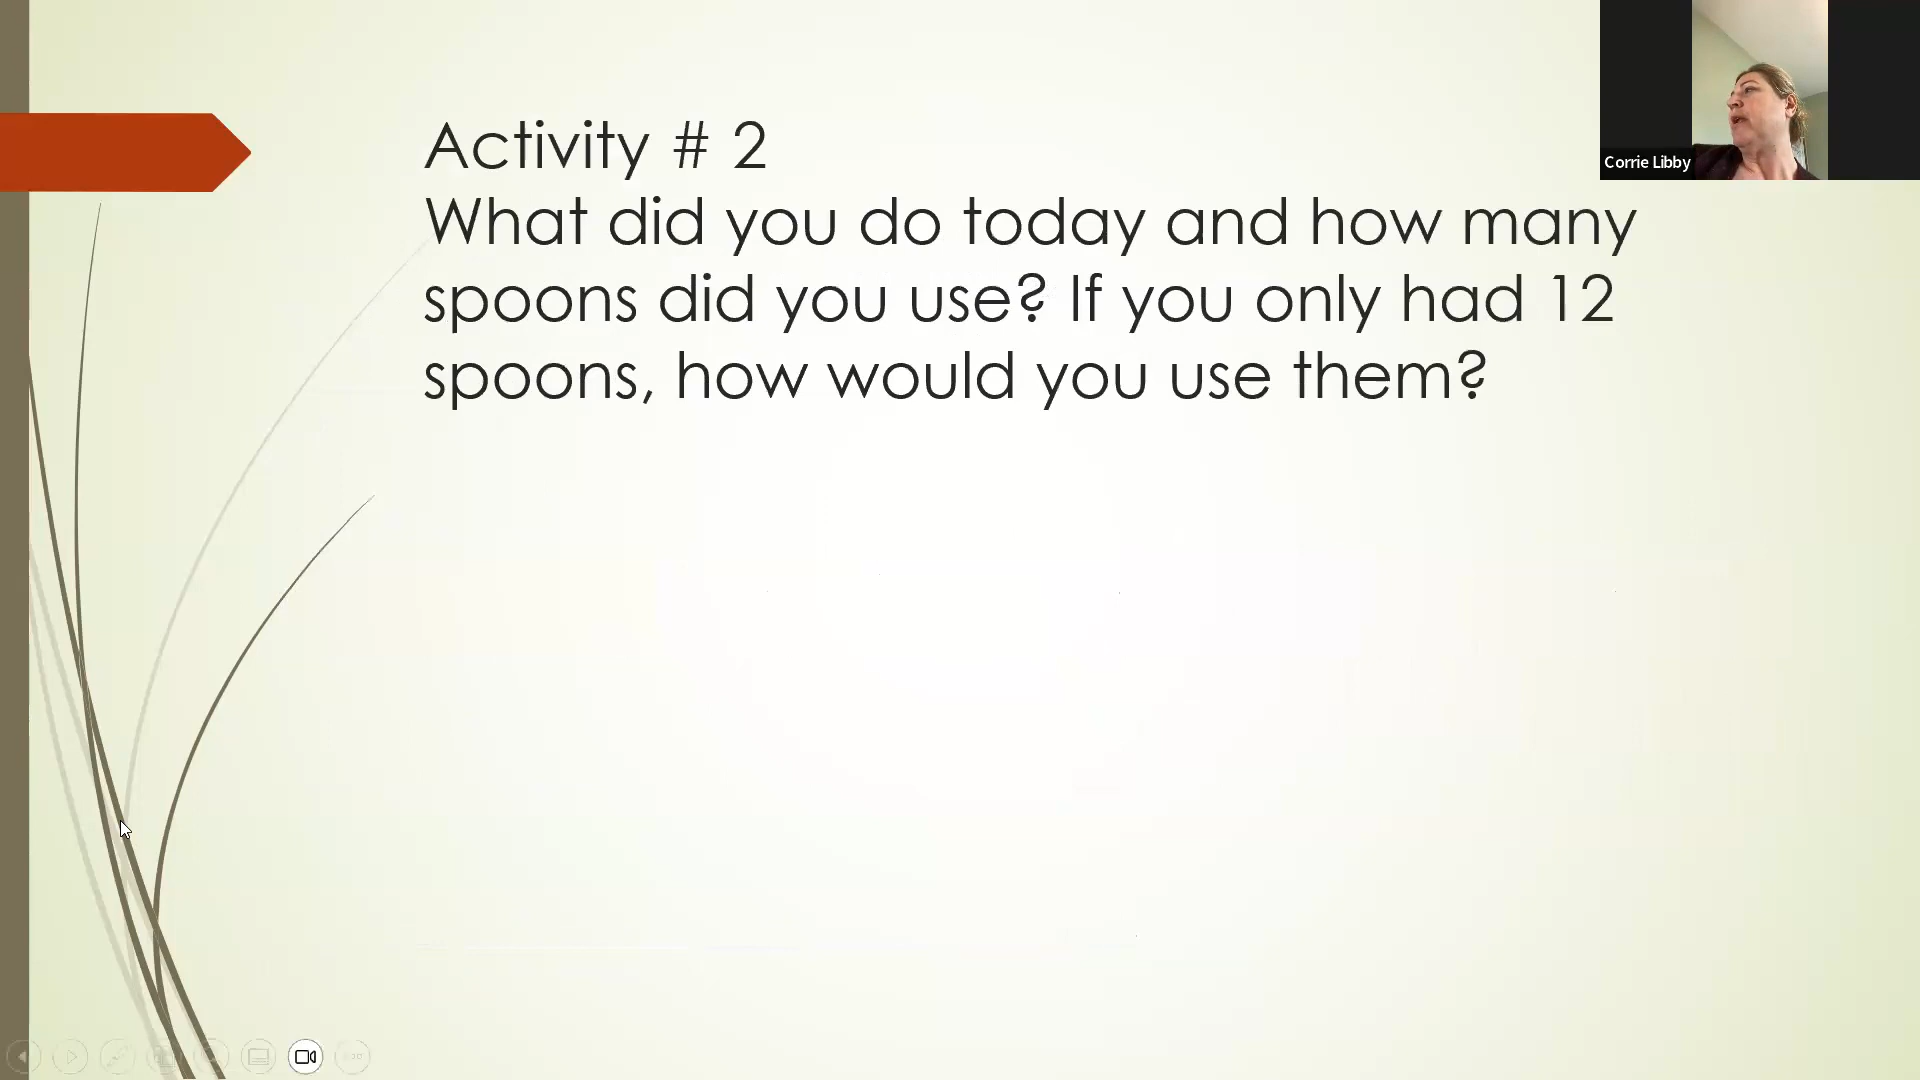 Activity # 2
What did you do today and how many
spoons did you use? If you only had 12
spoons, how would you use them?
Corrie Libby